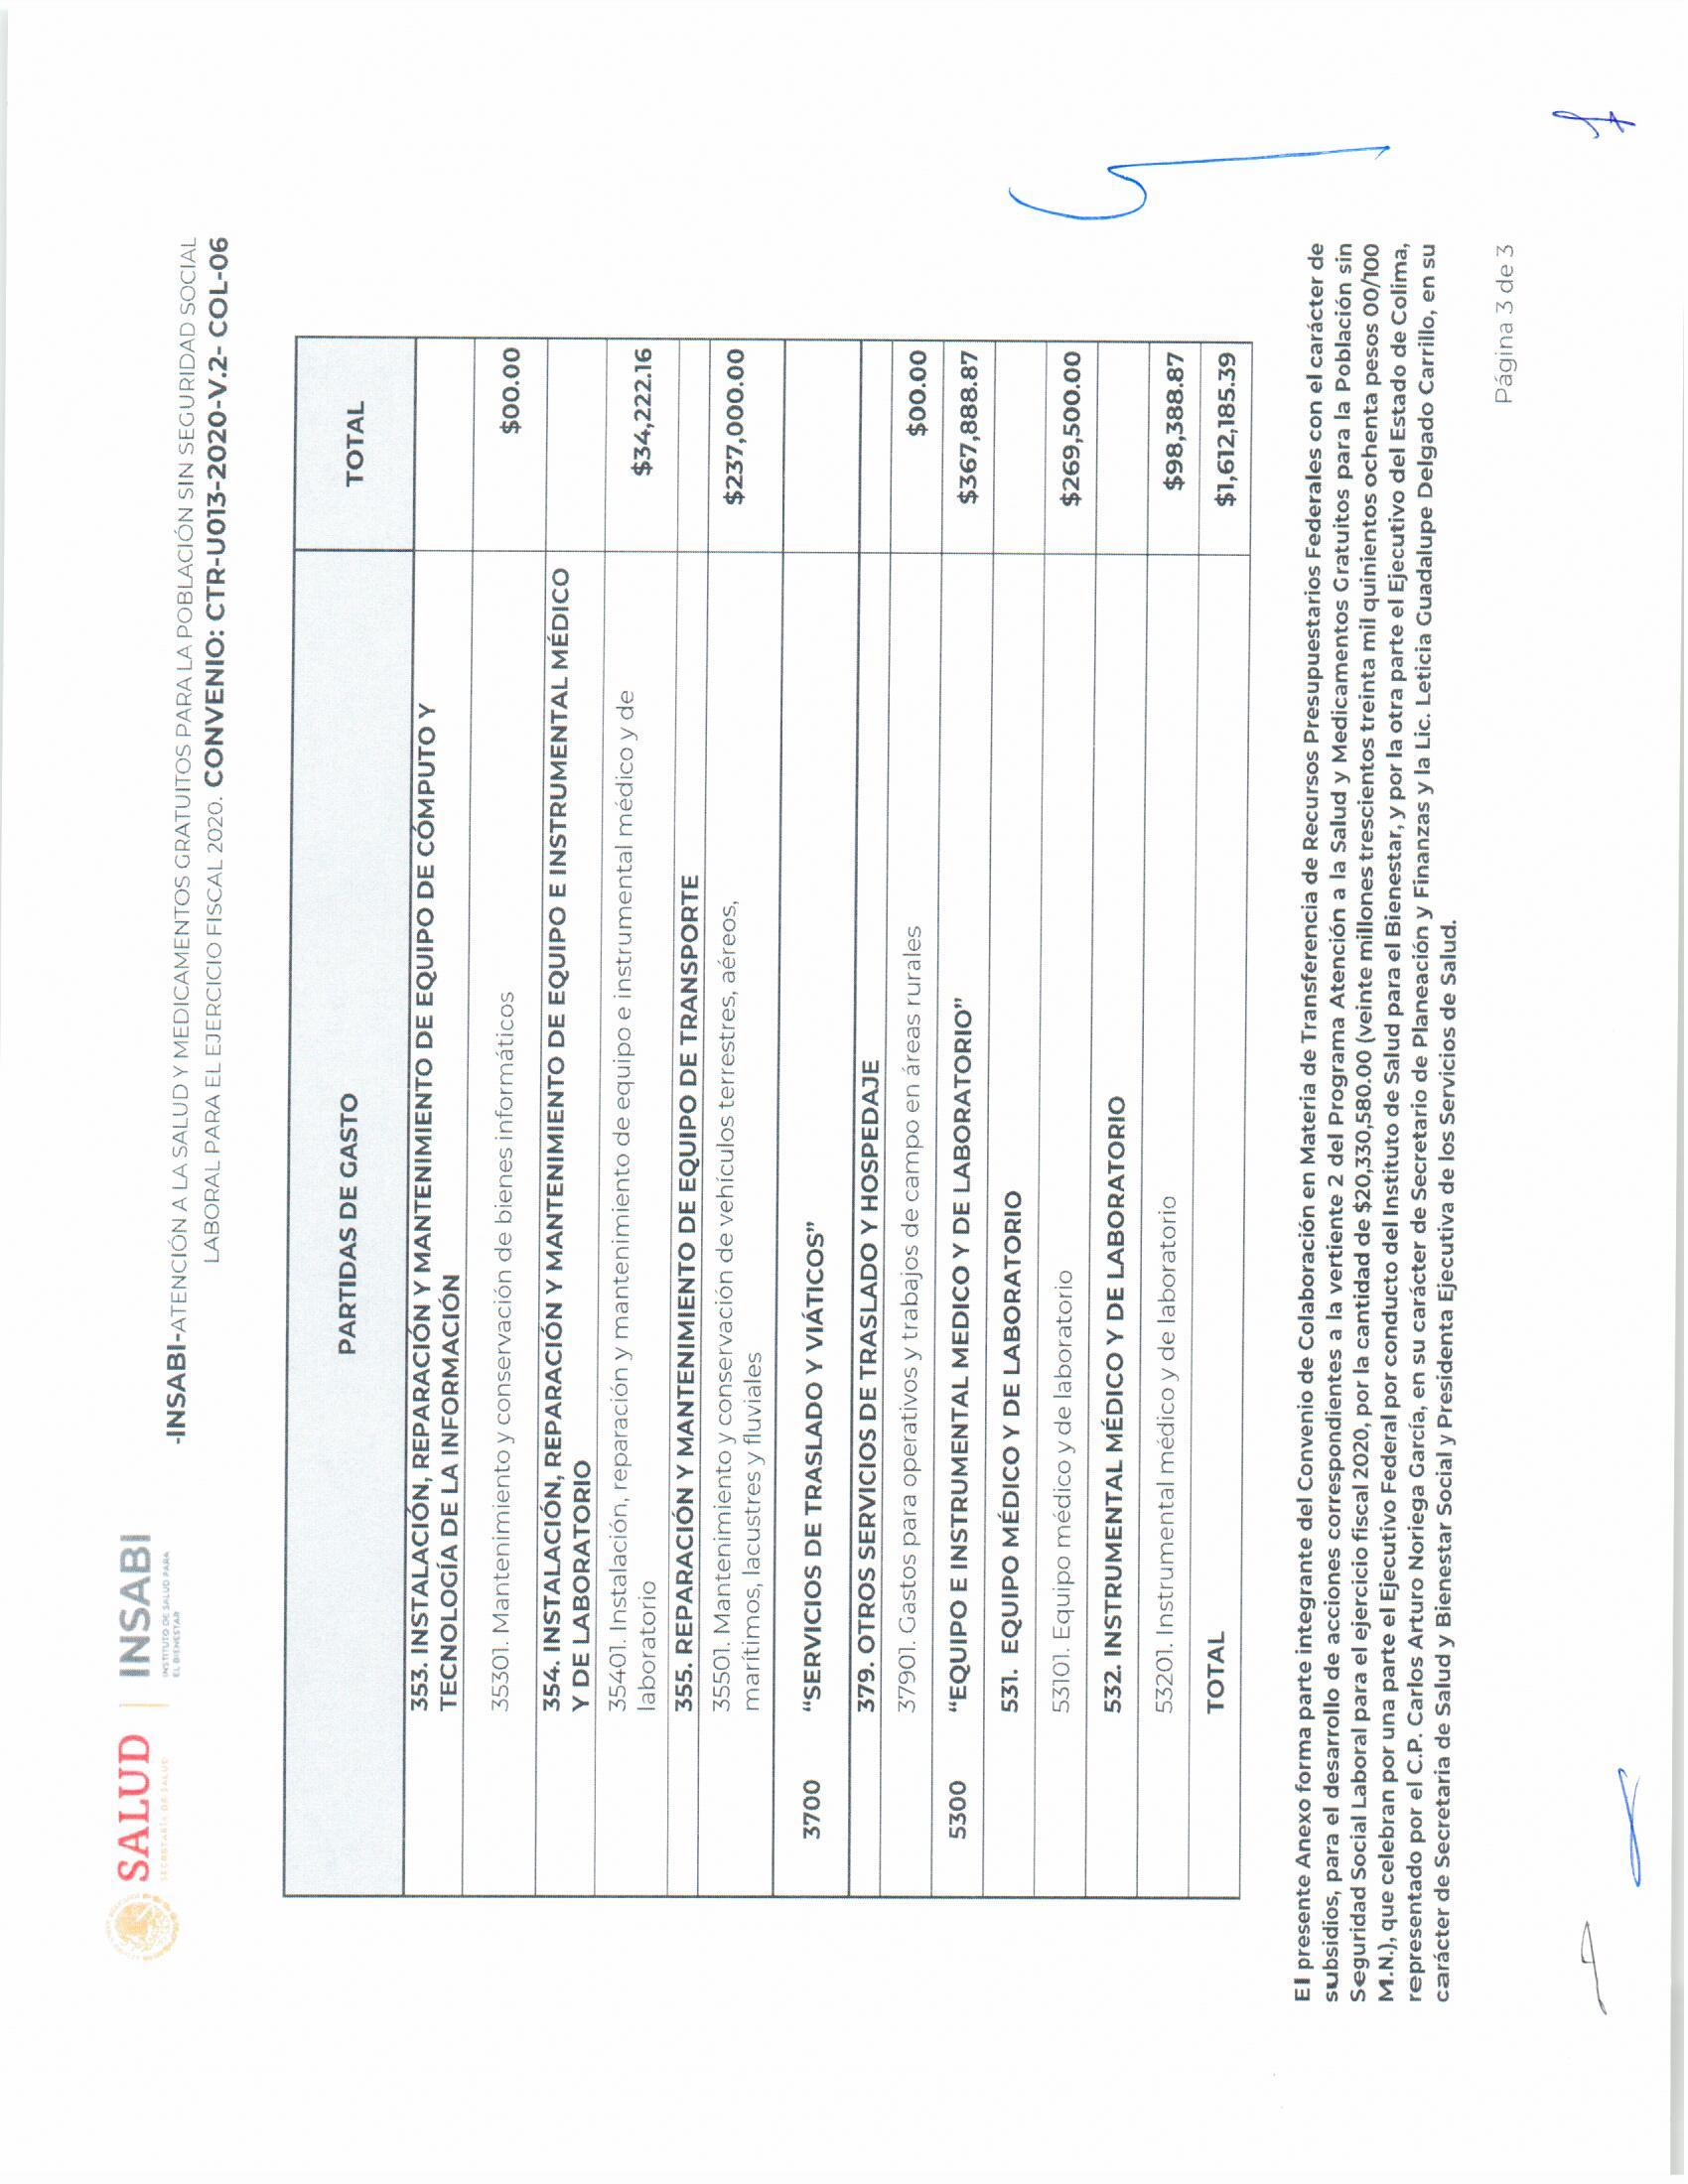 SALUD
SECRETARÍA DE SALUD
INSABI
INSTITUTO DE SALUD PARA
EL BIENESTAR
-INSABI-ATENCIÓN A LA SALUD Y MEDICAMENTOS GRATUITOS PARA LA POBLACIÓN SIN SEGURIDAD SOCIAL
LABORAL PARA EL EJERCICIO FISCAL 2020. CONVENIO: CTR-U013-2020-V.2- COL-06
PARTIDAS DE GASTO TOTAL
353. INSTALACIÓN, REPARACIÓN Y MANTENIMIENTO DE EQUIPO DE CÓMPUTO Y
TECNOLOGÍA DE LA INFORMACIÓN
35301. Mantenimiento y conservación de bienes informáticos $00.00
354. INSTALACIÓN, REPARACIÓN Y MANTENIMIENTO DE EQUIPO E INSTRUMENTAL MÉDICO
Y DE LABORATORIO
35401. Instalación, reparación y mantenimiento de equipo e instrumental médico y de
laboratorio $34,222.16
355. REPARACIÓN Y MANTENIMIENTO DE EQUIPO DE TRANSPORTE
35501. Mantenimiento y conservación de vehículos terrestres, aéreos,
marítimos, lacustres y fluviales $237,000.00
3700 “SERVICIOS DE TRASLADO Y VIÁTICOS”
379. OTROS SERVICIOS DE TRASLADO Y HOSPEDAJE
37901. Gastos para operativos y trabajos de campo en áreas rurales $00.00
5300 “EQUIPO E INSTRUMENTAL MEDICO Y DE LABORATORIO” $367,888.87
531. EQUIPO MÉDICO Y DE LABORATORIO
53101. Equipo médico y de laboratorio $269,500.00
532. INSTRUMENTAL MÉDICO Y DE LABORATORIO
53201. Instrumental médico y de laboratorio $98,388.87
TOTAL $1,612,185.39
El presente Anexo forma parte integrante del Convenio de Colaboración en Materia de Transferencia de Recursos Presupuestarios Federales con el carácter de
subsidios, para el desarrollo de acciones correspondientes a la vertiente 2 del Programa Atención a la Salud y Medicamentos Gratuitos para la Población sin
Seguridad Social Laboral para el ejercicio fiscal 2020, por la cantidad de $20,330,580.00 (veinte millones trescientos treinta mil quinientos ochenta pesos 00/100
M.N.), que celebran por una parte el Ejecutivo Federal por conducto del Instituto de Salud para el Bienestar, y por la otra parte el Ejecutivo del Estado de Colima,
representado por el C.P. Carlos Arturo Noriega García, en su carácter de Secretario de Planeación y Finanzas y la Lic. Leticia Guadalupe Delgado Carrillo, en su
carácter de Secretaria de Salud y Bienestar Social y Presidenta Ejecutiva de los Servicios de Salud.
Página 3 de 3